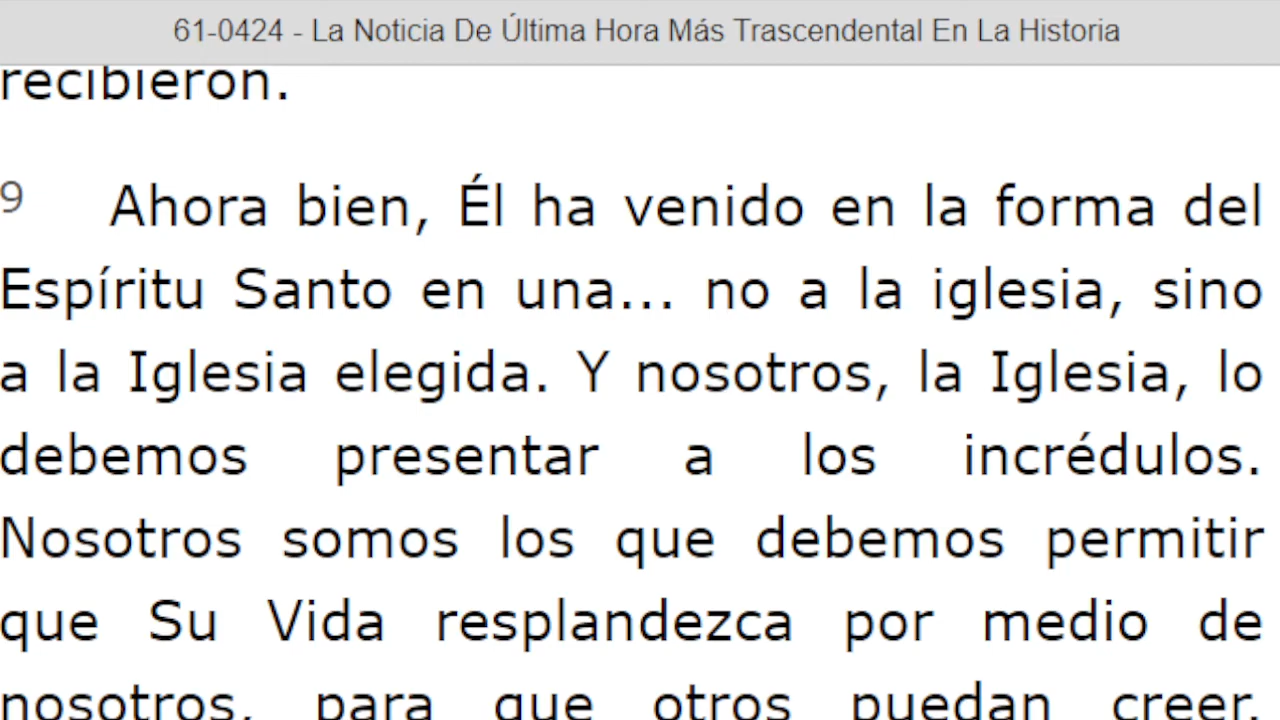 61-0424 - La Noticia De Última Hora Más Trascendental En La Historia
recibieron.
9 Ahora bien, Él ha venido en la forma del
Espíritu Santo en una... no a la iglesia, sino
a la Iglesia elegida. Y nosotros, la Iglesia, lo
debemos presentar a los incrédulos.
Nosotros somos los que debemos permitir
que Su Vida resplandezca por medio de
nosotros, para que otros puedan creer.